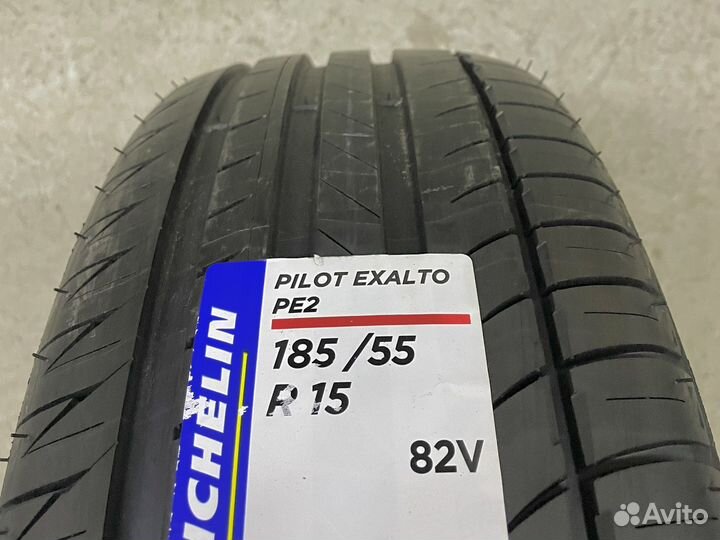 PILOT EXALTO
PE2
185 /55
R 15
82V
MICHELIN
Avito